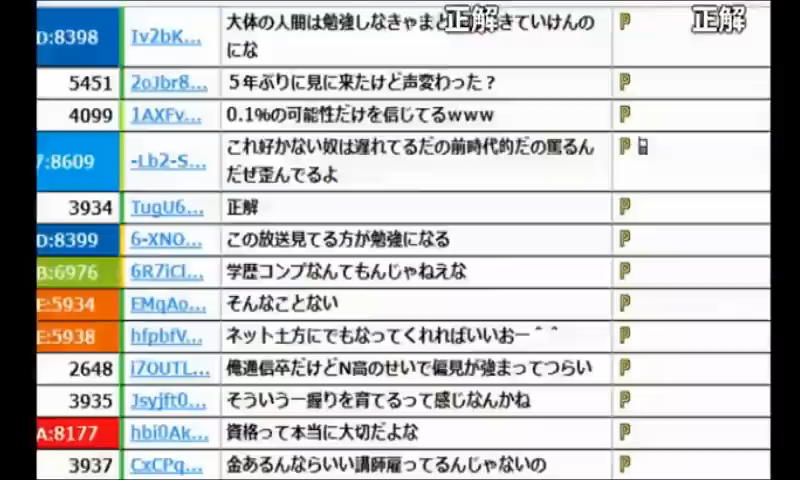 正解 正解
D:8398 Iv2bK... 大体の人間は勉強しなきゃまと きていけんの
にな
5451 2oJbr8... 5年ぶりに見に来たけど声変わった?
4099 1AXFv... 0.1%の可能性だけを信じてるwww
7:8609 -Lb2-S... これ好かない奴は遅れてるだの前時代的だの罵るん
だぜ歪んでるよ
3934 TugU6... 正解
D:8399 6-XNO... この放送見てる方が勉強になる
B:6976 6R7iCl... 学歴コンプなんてもんじゃねえな
E:5934 EMqAo... そんなことない
E:5938 hfpbfV... ネット土方にでもなってくれればいいおー^^
2648 i7OUTL... 俺通信卒だけどN高のせいで偏見が強まってつらい
3935 Jsyjft0... そういう一握りを育てるって感じなんかね
A:8177 hbi0Ak... 資格って本当に大切だよな
3937 CxCPq... 金あるんならいい講師雇ってるんじゃないの